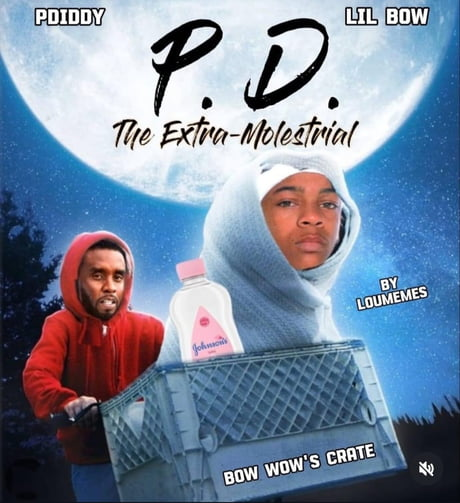 PDIDDY
LIL BOW
P. D.
The Extra-Molestrial
BY
LOUMEMES
Johnson's
BOW WOW'S CRATE